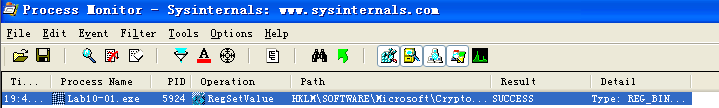 Process Monitor - Sysinternals: www.sysinternals.com
File Edit Event Filter Tools Options Help
Ti... Process Name PID Operation Path Result Detail
19:4... Lab10-01.exe 5924 RegSetValue HKLM\SOFTWARE\Microsoft\Crypto... SUCCESS Type: REG_BIN...